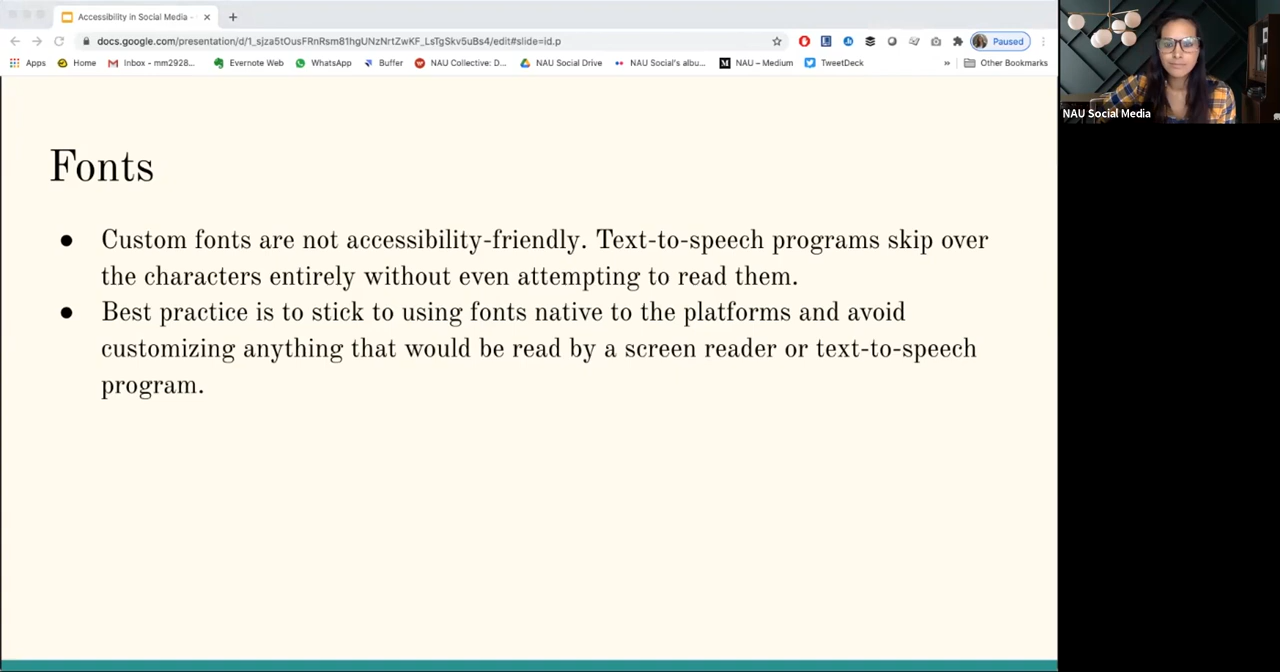 Accessibility in Social Media -
docs.google.com/presentation/d/1_sjza5tOusFRnRsm81hgUNzNrtZwKF_LsTgSkv5uBs4/edit#slide=id.p
Paused
Apps Home Inbox - mm2928... Evernote Web WhatsApp Buffer NAU Collective: D... NAU Social Drive NAU Social's albu... NAU – Medium TweetDeck » Other Bookmarks
NAU Social Media
Fonts
● Custom fonts are not accessibility-friendly. Text-to-speech programs skip over
the characters entirely without even attempting to read them.
● Best practice is to stick to using fonts native to the platforms and avoid
customizing anything that would be read by a screen reader or text-to-speech
program.